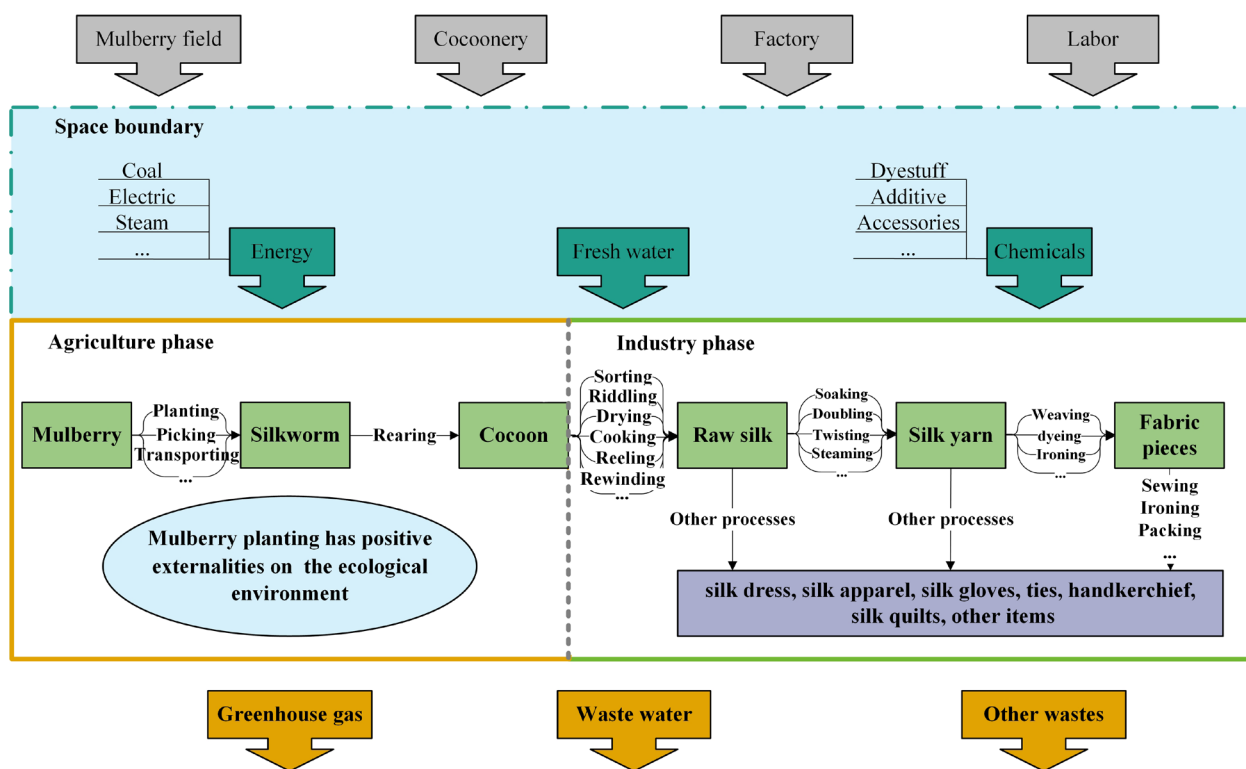 Mulberry field
Cocoonery
Factory
Labor
Space boundary
Coal
Electric
Steam
...
Energy
Fresh water
Dyestuff
Additive
Accessories
...
Chemicals
Agriculture phase
Industry phase
Mulberry
Planting
Picking
Transporting
...
Silkworm
Rearing
Cocoon
Sorting
Riddling
Drying
Cooking
Reeling
Rewinding
...
Raw silk
Soaking
Doubling
Twisting
Steaming
...
Silk yarn
Weaving
dyeing
Ironing
...
Fabric
pieces
Mulberry planting has positive
externalities on the ecological
environment
Other processes
Other processes
Sewing
Ironing
Packing
...
silk dress, silk apparel, silk gloves, ties, handkerchief,
silk quilts, other items
Greenhouse gas
Waste water
Other wastes